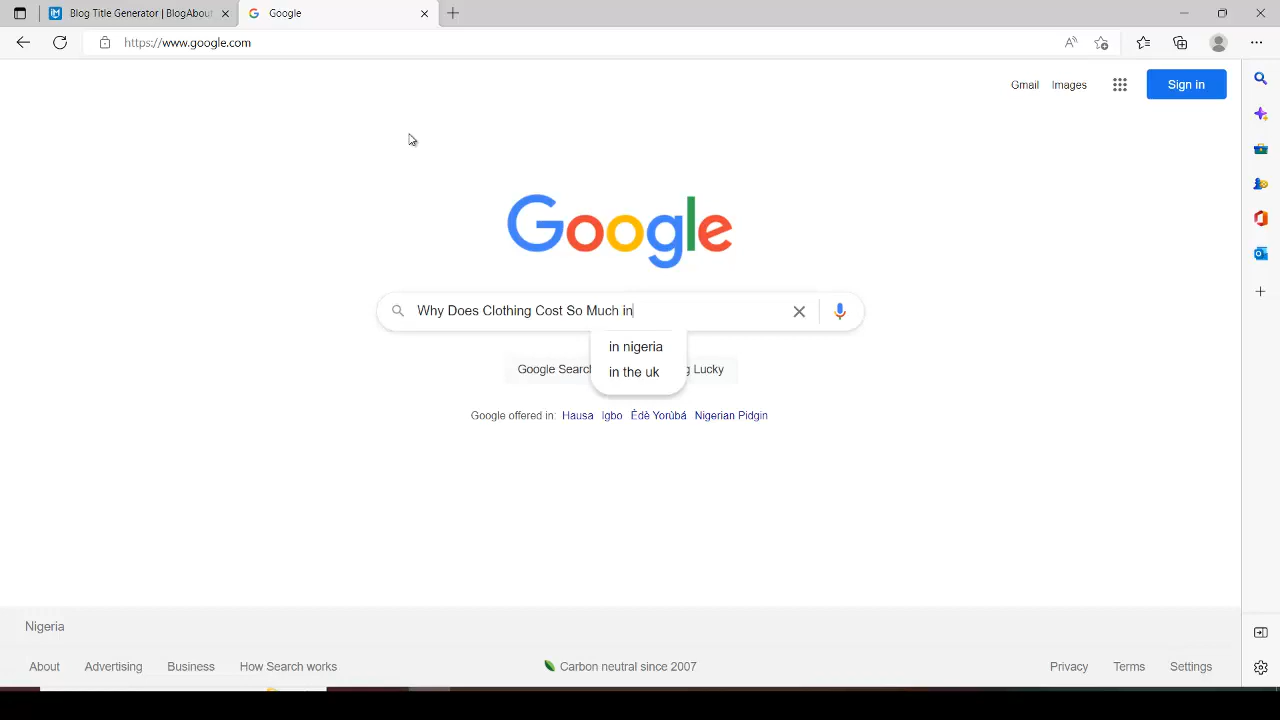 Blog Title Generator | BlogAbou
Google
https://www.google.com
Gmail Images
Sign in
Google
Why Does Clothing Cost So Much in
in nigeria
in the uk
Google Search Lucky
Google offered in: Hausa Igbo Èdè Yorùbá Nigerian Pidgin
Nigeria
About Advertising Business How Search works Carbon neutral since 2007 Privacy Terms Settings